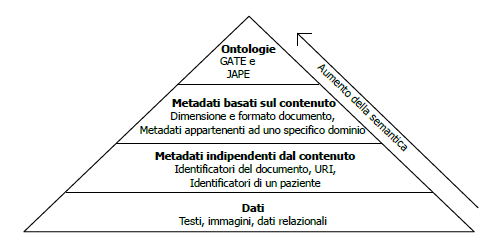 Ontologie
GATE e
JAPE
Aumento della semantica
Metadati basati sul contenuto
Dimensione e formato documento,
Metadati appartenenti ad uno specifico dominio
Metadati indipendenti dal contenuto
Identificatori del documento, URI,
Identificatori di un paziente
Dati
Testi, immagini, dati relazionali